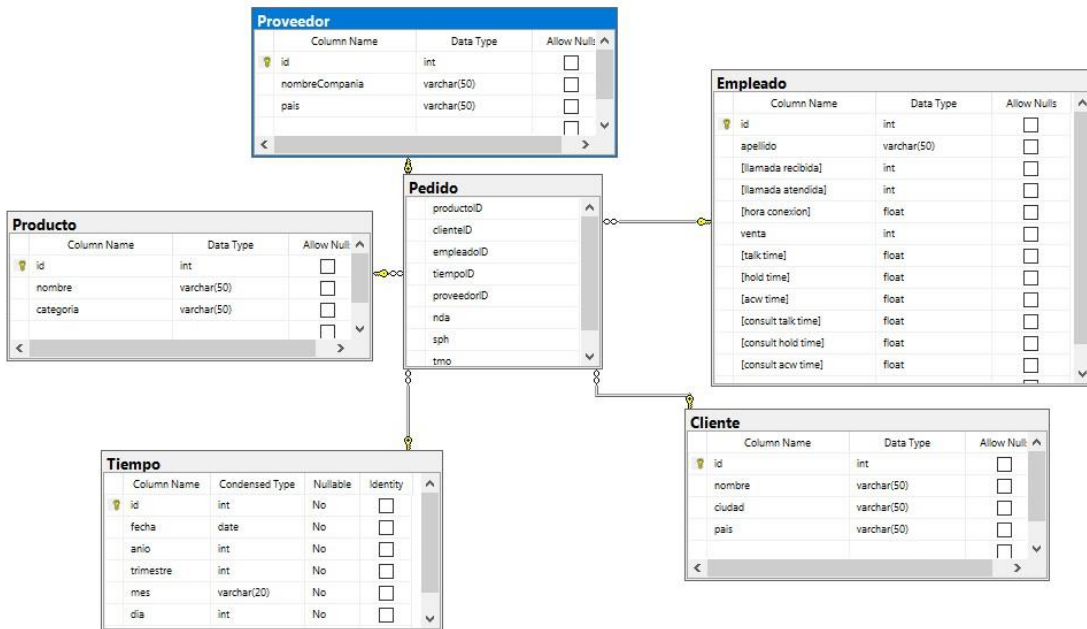 Proveedor
Column Name Data Type Allow Nulls
id int
nombreCompania varchar(50)
pais varchar(50)
Empleado
Column Name Data Type Allow Nulls
id int
apellido varchar(50)
[llamada recibida] int
[llamada atendida] int
[hora conexion] float
venta int
[talk time] float
[hold time] float
[acw time] float
[consult talk time] float
[consult hold time] float
[consult acw time] float
Pedido
productoID
clienteID
empleadoID
tiempoID
proveedorID
nda
sph
tmo
Producto
Column Name Data Type Allow Null
id int
nombre varchar(50)
categoria varchar(50)
Cliente
Column Name Data Type Allow Null
id int
nombre varchar(50)
ciudad varchar(50)
pais varchar(50)
Tiempo
Column Name Condensed Type Nullable Identity
id int No
fecha date No
anio int No
trimestre int No
mes varchar(20) No
dia int No